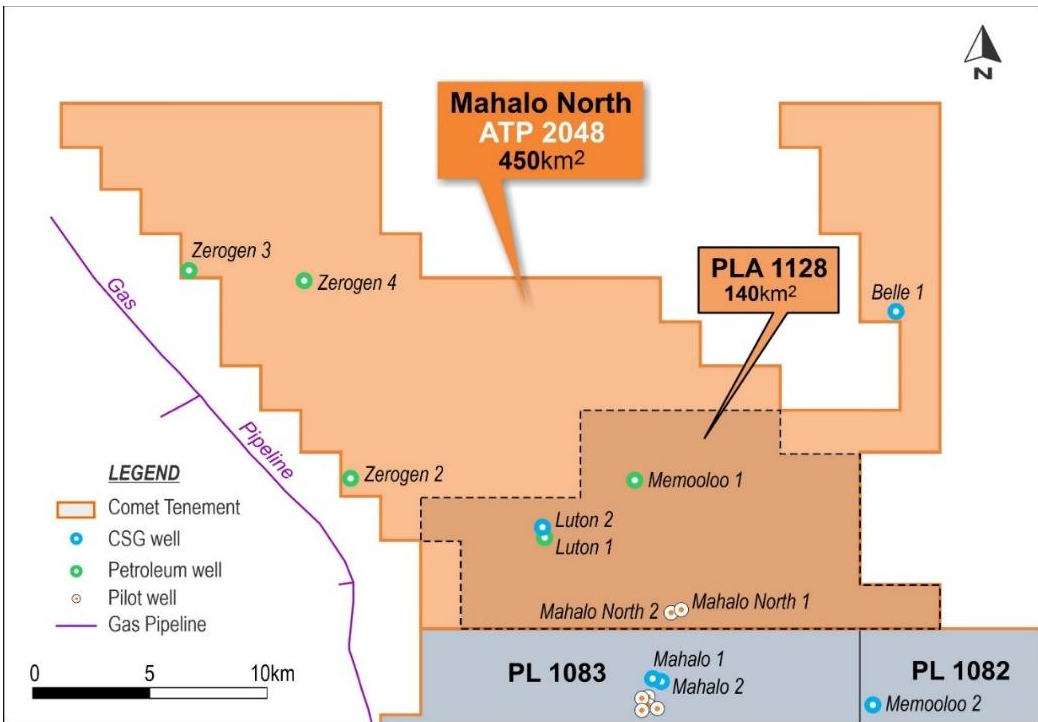 N
Mahalo North
ATP 2048
450km²
Zerogen 3
Zerogen 4
PLA 1128
140km²
Belle 1
Gas
Pipeline
Zerogen 2
Memooloo 1
Luton 2
Luton 1
Mahalo North 2
Mahalo North 1
LEGEND
Comet Tenement
CSG well
Petroleum well
Pilot well
Gas Pipeline
0 5 10km
PL 1083
Mahalo 1
Mahalo 2
PL 1082
Memooloo 2